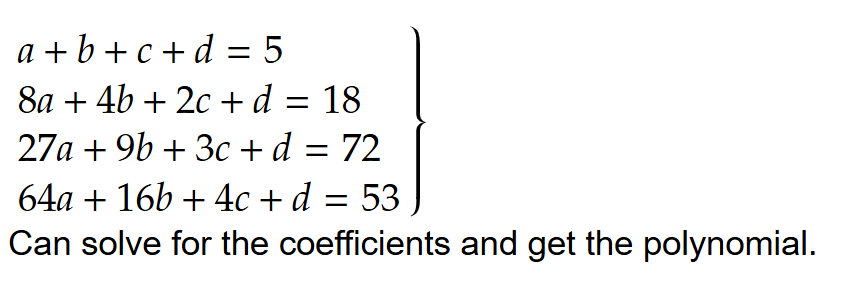 a + b + c + d = 5
8a + 4b + 2c + d = 18
27a + 9b + 3c + d = 72
64a + 16b + 4c + d = 53
Can solve for the coefficients and get the polynomial.